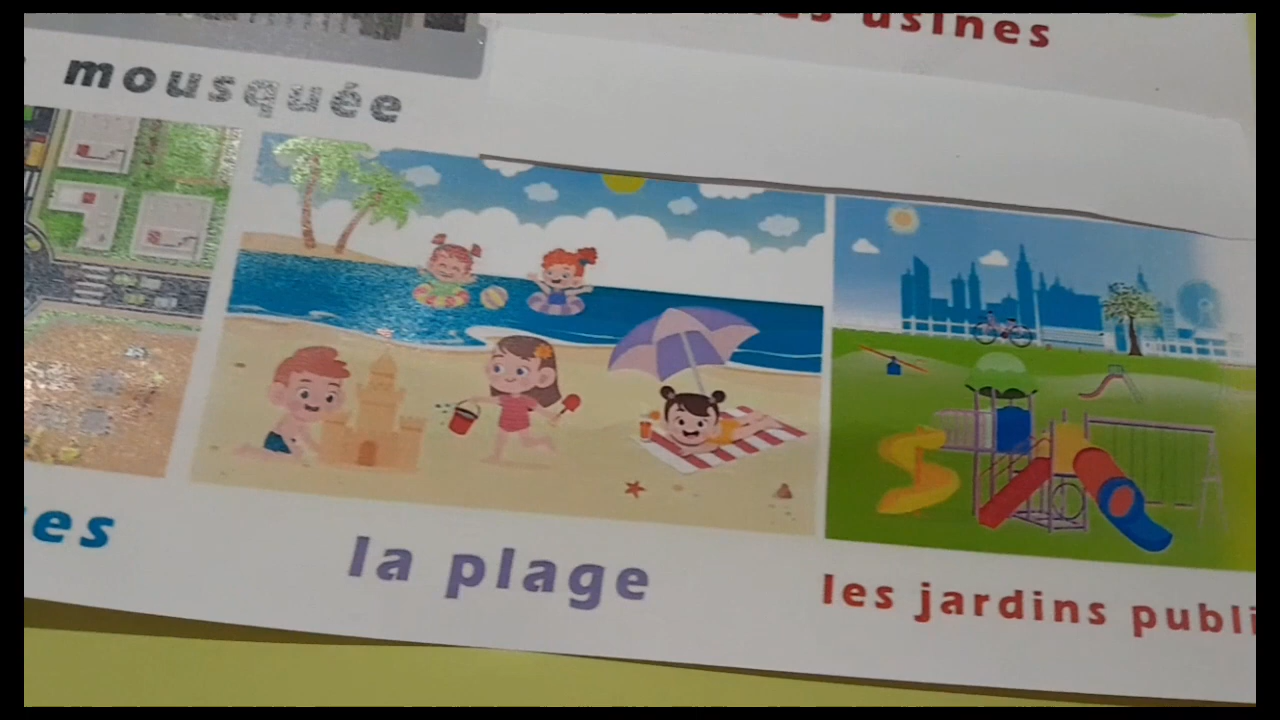 usines
mousquée
es
la plage
les jardins publi